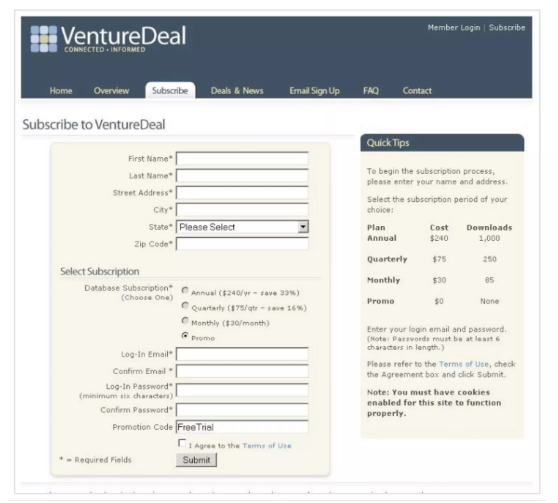 VentureDeal
CONNECTED • INFORMED
Member Login | Subscribe
Home Overview Subscribe Deals & News Email Sign Up FAQ Contact
Subscribe to VentureDeal
First Name*
Last Name*
Street Address*
City*
State* Please Select
Zip Code*
Select Subscription
Database Subscription*
(Choose One)
Annual ($240/yr - save 33%)
Quarterly ($75/qtr - save 16%)
Monthly ($30/month)
Promo
Log-In Email*
Confirm Email *
Log-In Password*
(minimum six characters)
Confirm Password*
Promotion Code FreeTrial
I Agree to the Terms of Use
* = Required Fields Submit
Quick Tips
To begin the subscription process,
please enter your name and address.
Select the subscription period of your
choice:
Plan Cost Downloads
Annual $240 1,000
Quarterly $75 250
Monthly $30 85
Promo $0 None
Enter your login email and password.
(Note: Passwords must be at least 6
characters in length.)
Please refer to the Terms of Use, check
the Agreement box and click Submit.
Note: You must have cookies
enabled for this site to function
properly.